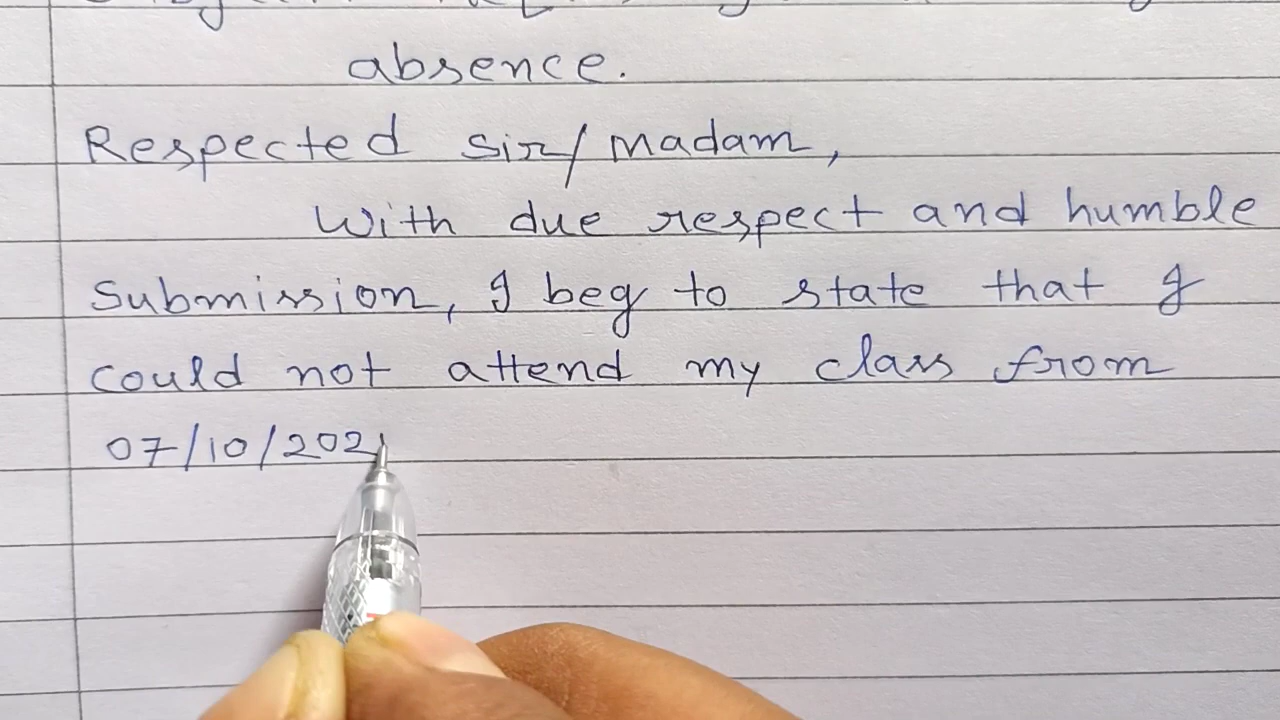 absence.
Respected Sir/Madam,
With due respect and humble
submission, I beg to state that I
could not attend my class from
07/10/202